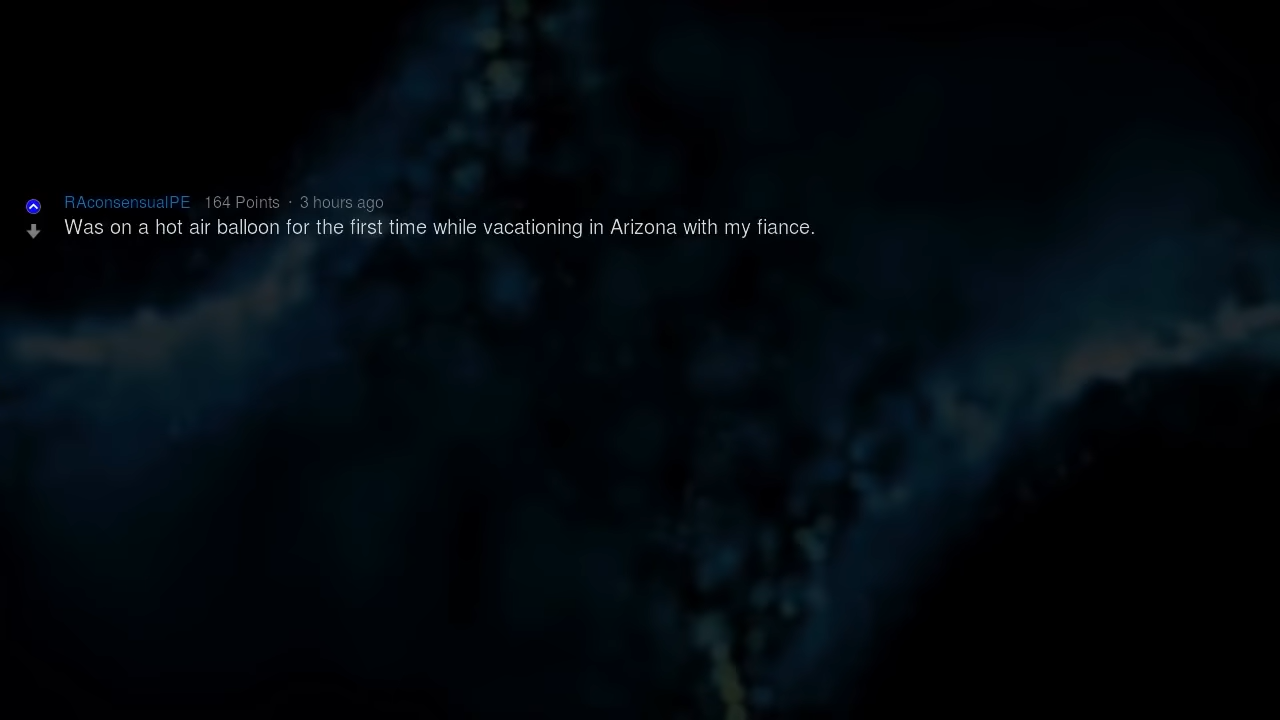 RAconsensualPE 164 Points · 3 hours ago
Was on a hot air balloon for the first time while vacationing in Arizona with my fiance.